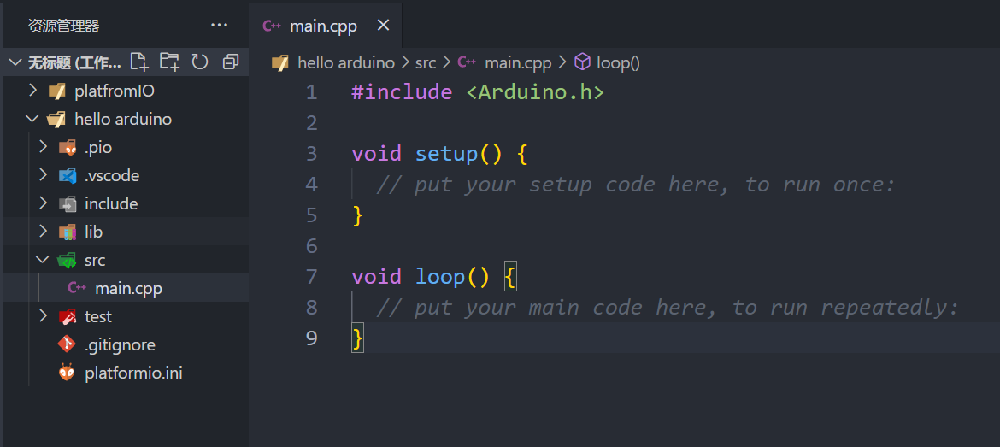 资源管理器
无标题 (工作...
platfromIO
hello arduino
.pio
.vscode
include
lib
src
C++ main.cpp
test
.gitignore
platformio.ini
C++ main.cpp
hello arduino > src > C++ main.cpp > loop()
1 #include <Arduino.h>
2
3 void setup() {
4 // put your setup code here, to run once:
5 }
6
7 void loop() {
8 // put your main code here, to run repeatedly:
9 }